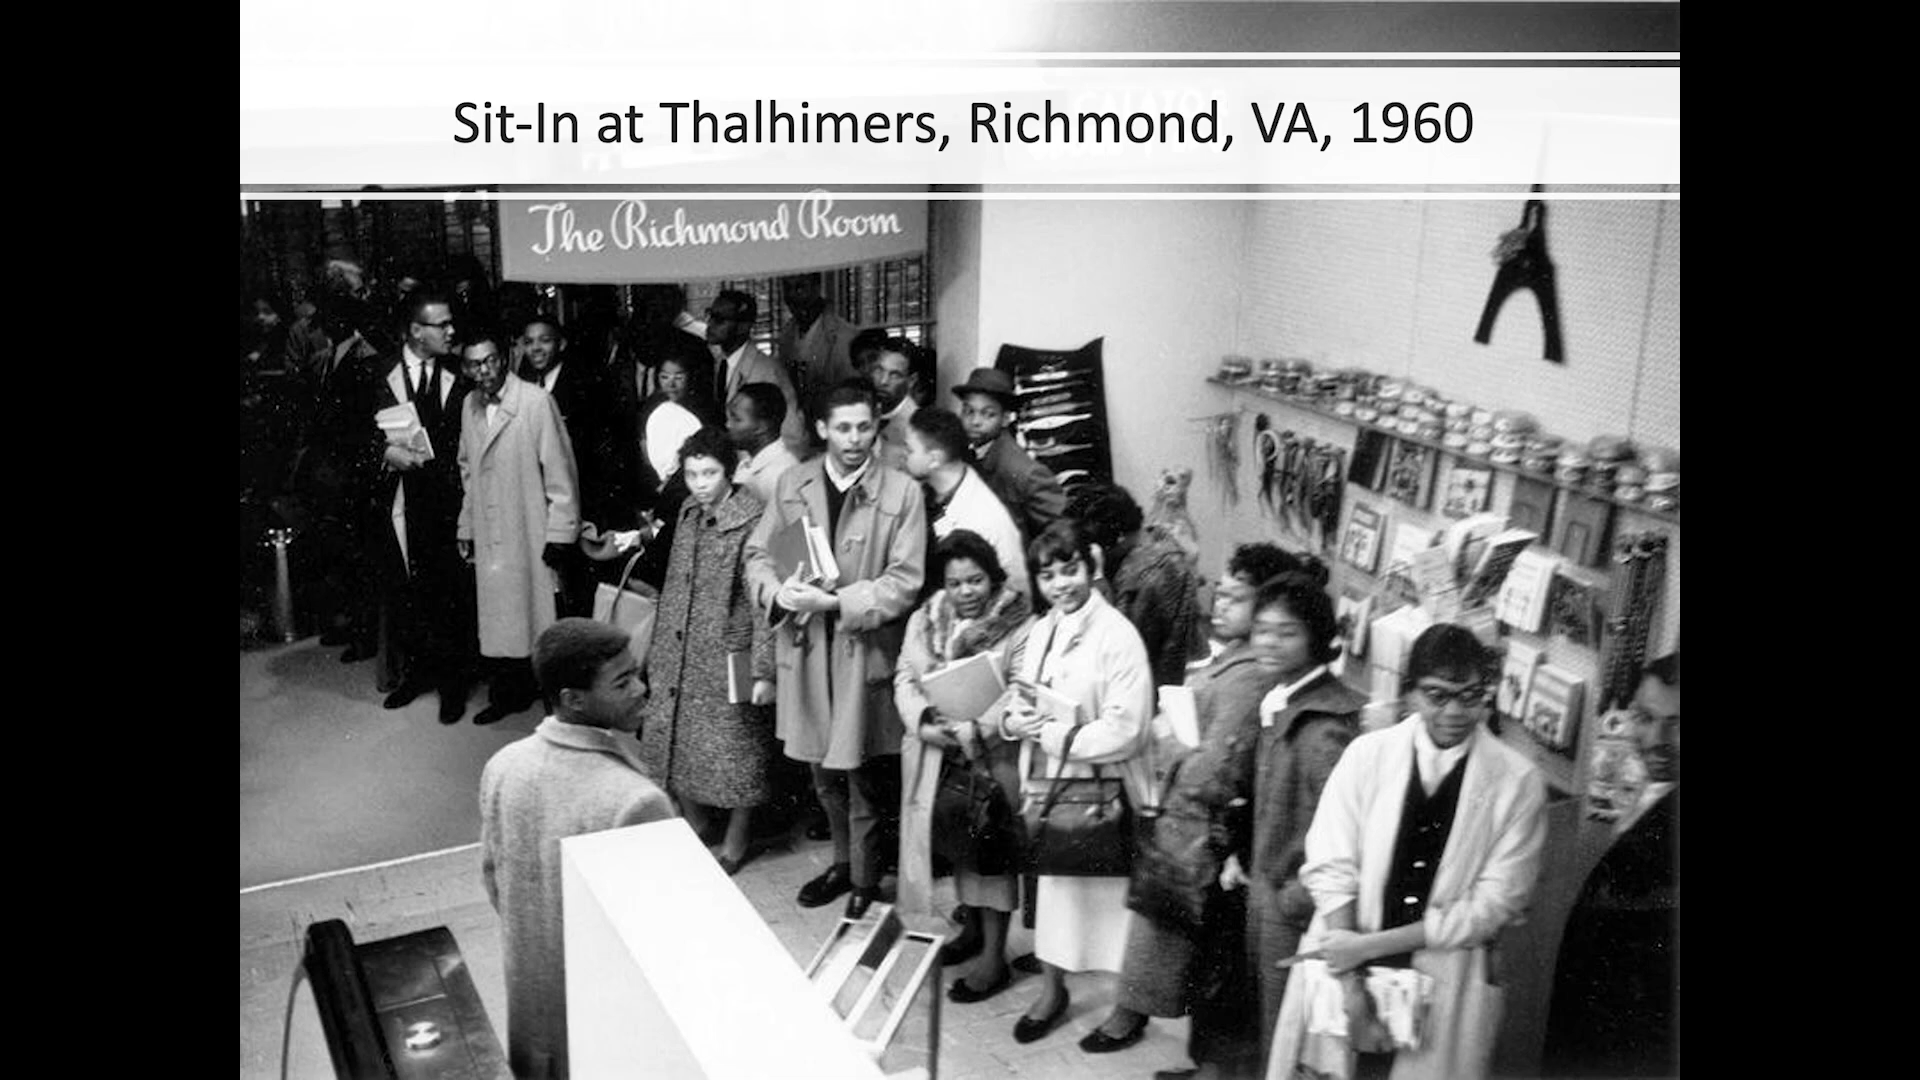 Sit-In at Thalhimers, Richmond, VA, 1960
The Richmond Room